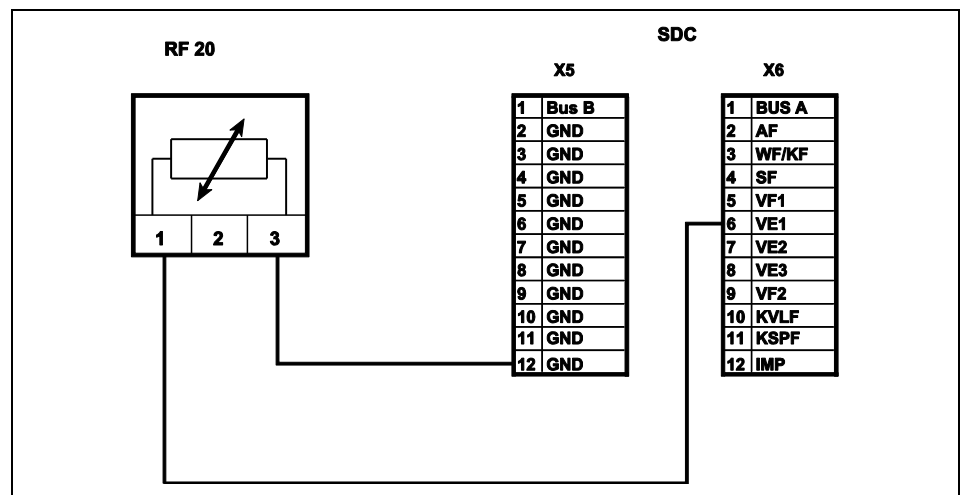 SDC
RF 20
X5
X6
1 Bus B
2 GND
3 GND
4 GND
5 GND
6 GND
7 GND
8 GND
9 GND
10 GND
11 GND
12 GND
1 BUS A
2 AF
3 WF/KF
4 SF
5 VF1
6 VE1
7 VE2
8 VE3
9 VF2
10 KVLF
11 KSPF
12 IMP
1 2 3